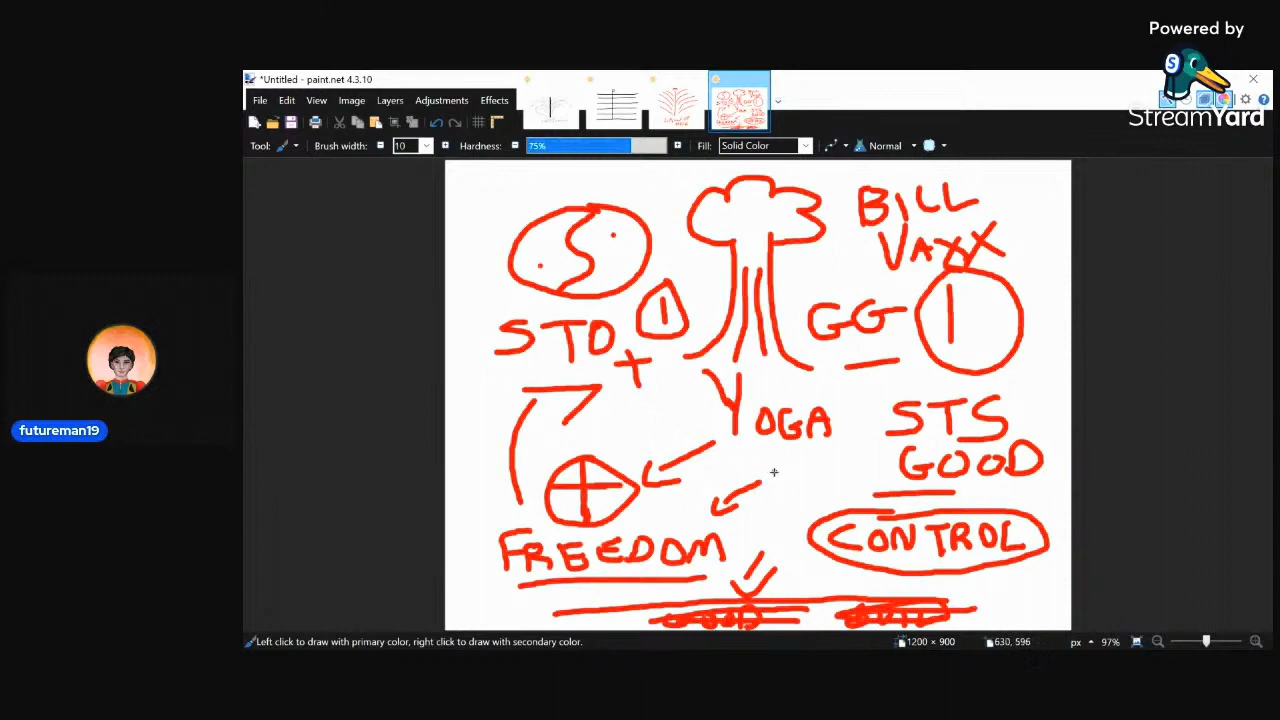 Powered by
StreamYard
*Untitled - paint.net 4.3.10
File Edit View Image Layers Adjustments Effects
Tool: Brush width: 10 Hardness: 75% Fill: Solid Color Normal
BILL
VAXX
STO
+
GG
YOGA
STS
GOOD
FREEDOM
CONTROL
futureman19
Left click to draw with primary color, right click to draw with secondary color.
1200 × 900
630, 596
px
97%